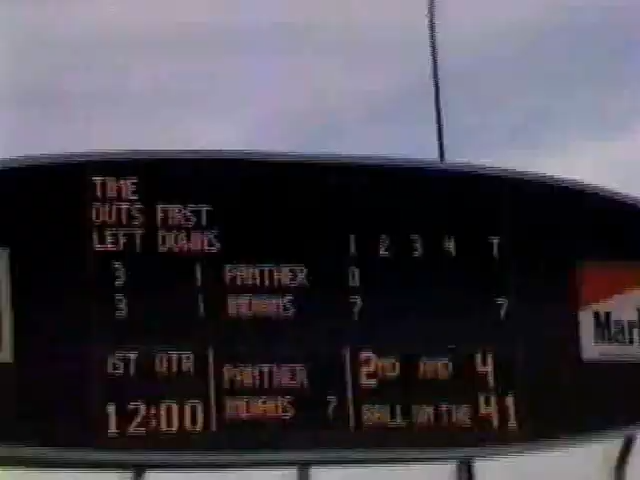 TIME
OUTS FIRST
LEFT DOWNS 1 2 3 4 T
3 1 PANTHER 0
3 1 INDIANS 7 7
1ST QTR PANTHER 2ND AND 4
12:00 INDIANS 7 BALL ON THE 41
Marl